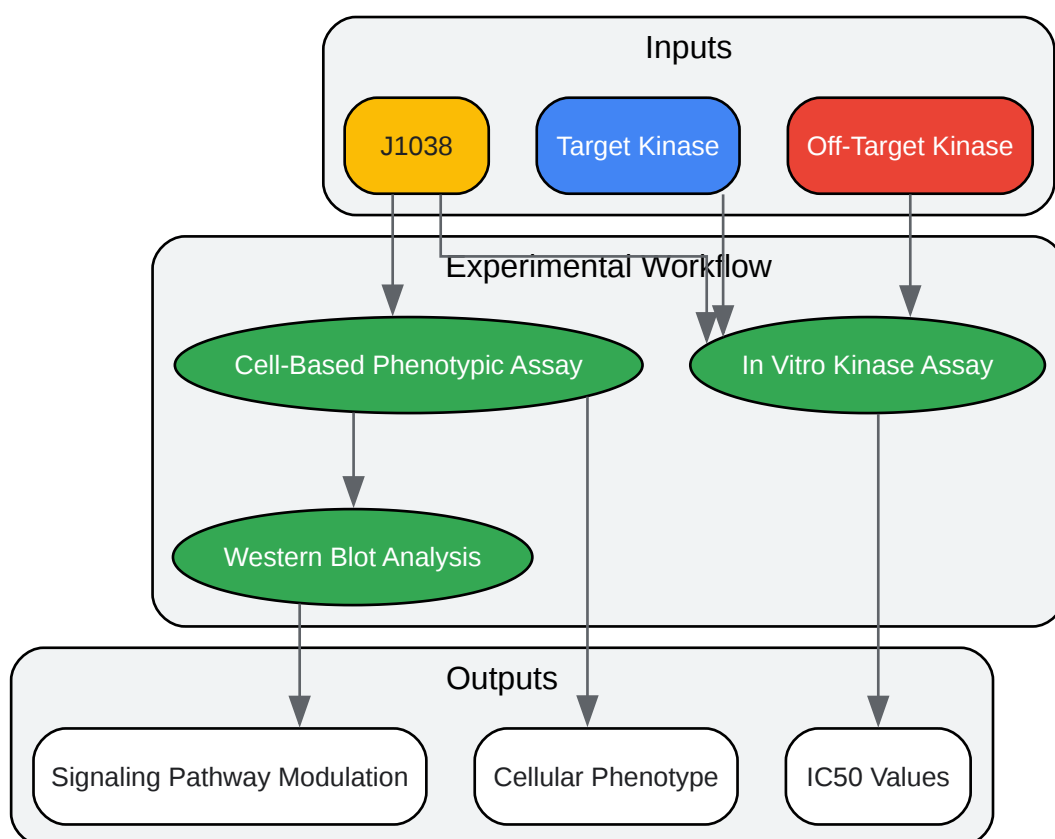 Inputs
J1038
Target Kinase
Off-Target Kinase
Experimental Workflow
Cell-Based Phenotypic Assay
In Vitro Kinase Assay
Western Blot Analysis
Outputs
Signaling Pathway Modulation
Cellular Phenotype
IC50 Values